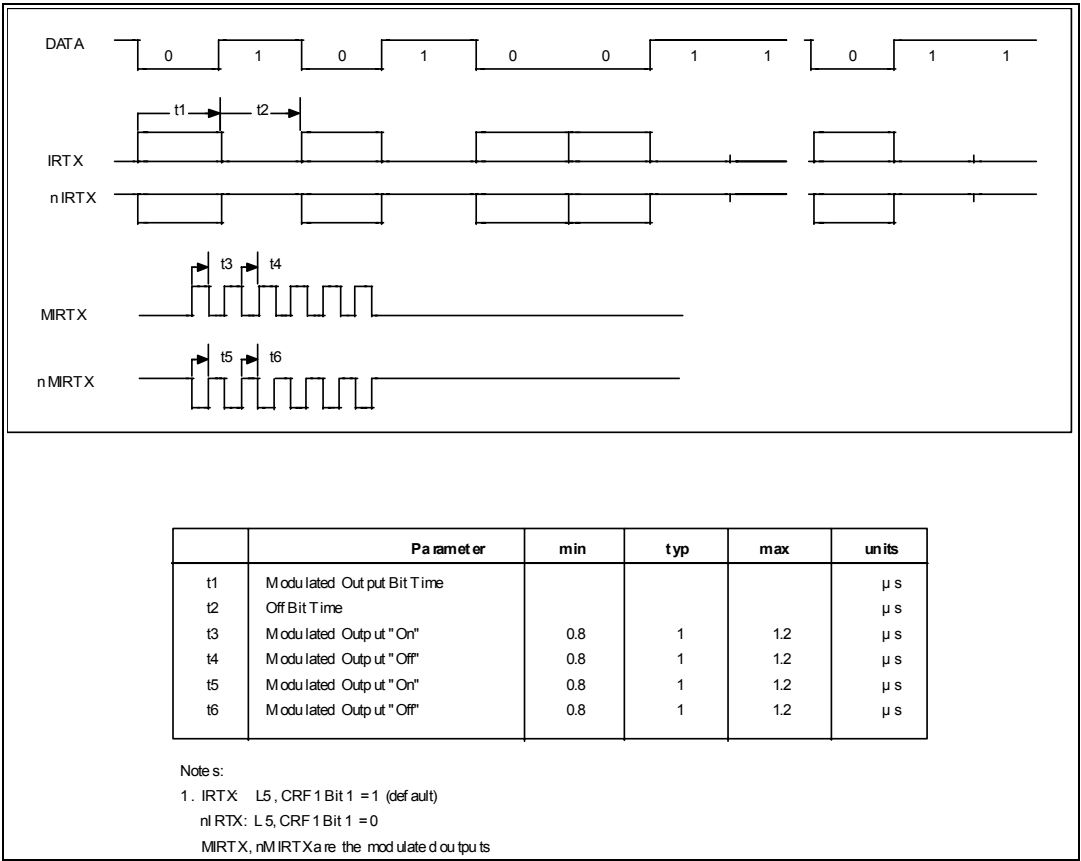 DATA 0 1 0 1 0 0 1 1 0 1 1
t1 t2
IRTX
nIRTX
t3 t4
MIRTX
t5 t6
nMIRTX
Parameter min typ max units
t1 Modulated Output Bit Time µs
t2 Off Bit Time µs
t3 Modulated Output "On" 0.8 1 1.2 µs
t4 Modulated Output "Off" 0.8 1 1.2 µs
t5 Modulated Output "On" 0.8 1 1.2 µs
t6 Modulated Output "Off" 0.8 1 1.2 µs
Notes:
1. IRTX: L5, CRF1 Bit 1 = 1 (default)
nIRTX: L5, CRF1 Bit 1 = 0
MIRTX, nMIRTX are the modulated outputs